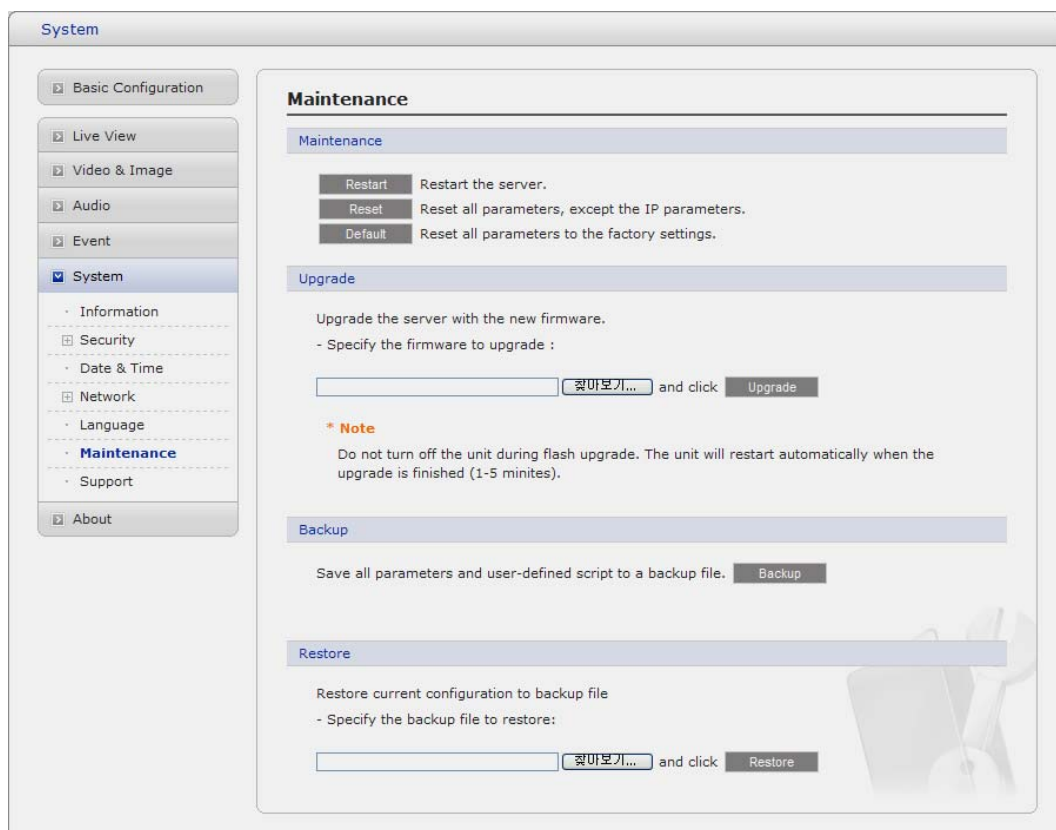 System
Basic Configuration
Live View
Video & Image
Audio
Event
System
· Information
Security
· Date & Time
Network
· Language
· Maintenance
· Support
About
Maintenance
Maintenance
Restart Restart the server.
Reset Reset all parameters, except the IP parameters.
Default Reset all parameters to the factory settings.
Upgrade
Upgrade the server with the new firmware.
- Specify the firmware to upgrade :
찾아보기... and click Upgrade
* Note
Do not turn off the unit during flash upgrade. The unit will restart automatically when the
upgrade is finished (1-5 minites).
Backup
Save all parameters and user-defined script to a backup file. Backup
Restore
Restore current configuration to backup file
- Specify the backup file to restore:
찾아보기... and click Restore